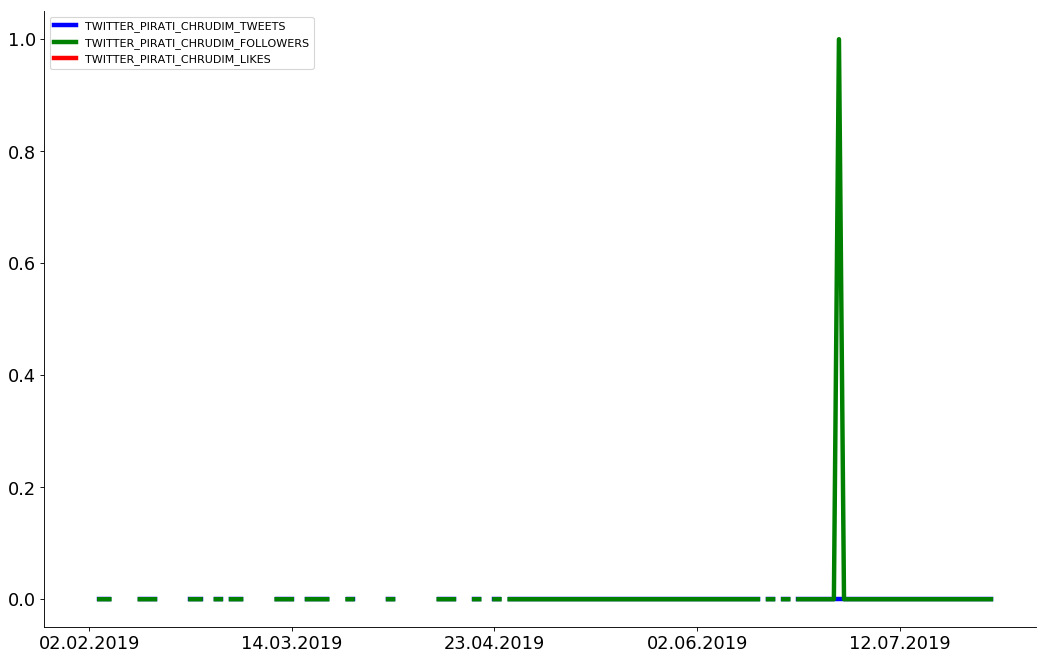 TWITTER_PIRATI_CHRUDIM_TWEETS
TWITTER_PIRATI_CHRUDIM_FOLLOWERS
TWITTER_PIRATI_CHRUDIM_LIKES
1.0
0.8
0.6
0.4
0.2
0.0
02.02.2019 14.03.2019 23.04.2019 02.06.2019 12.07.2019